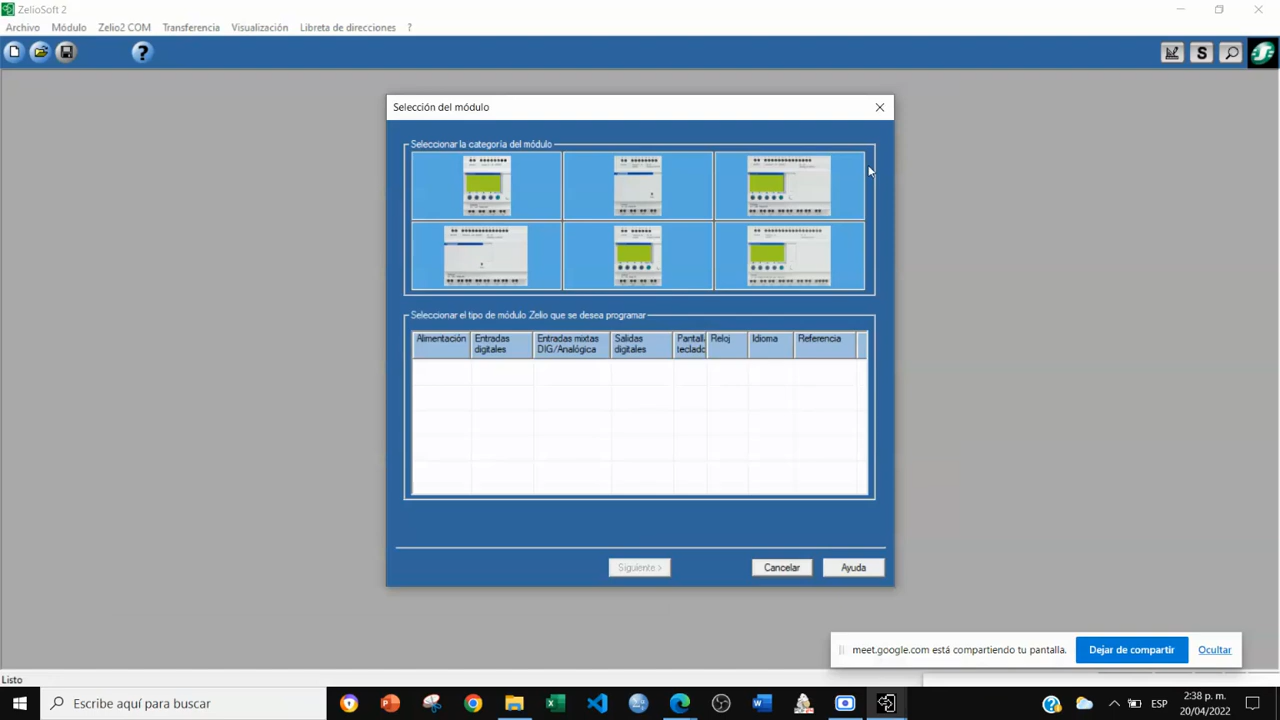 ZelioSoft 2
Archivo Módulo Zelio2 COM Transferencia Visualización Libreta de direcciones ?
S
Selección del módulo
Seleccionar la categoría del módulo
Seleccionar el tipo de módulo Zelio que se desea programar
Alimentación Entradas digitales Entradas mixtas DIG/Analógica Salidas digitales Pantall teclado Reloj Idioma Referencia
Siguiente > Cancelar Ayuda
meet.google.com está compartiendo tu pantalla. Dejar de compartir Ocultar
Listo
Escribe aquí para buscar
ESP
2:38 p. m.
20/04/2022